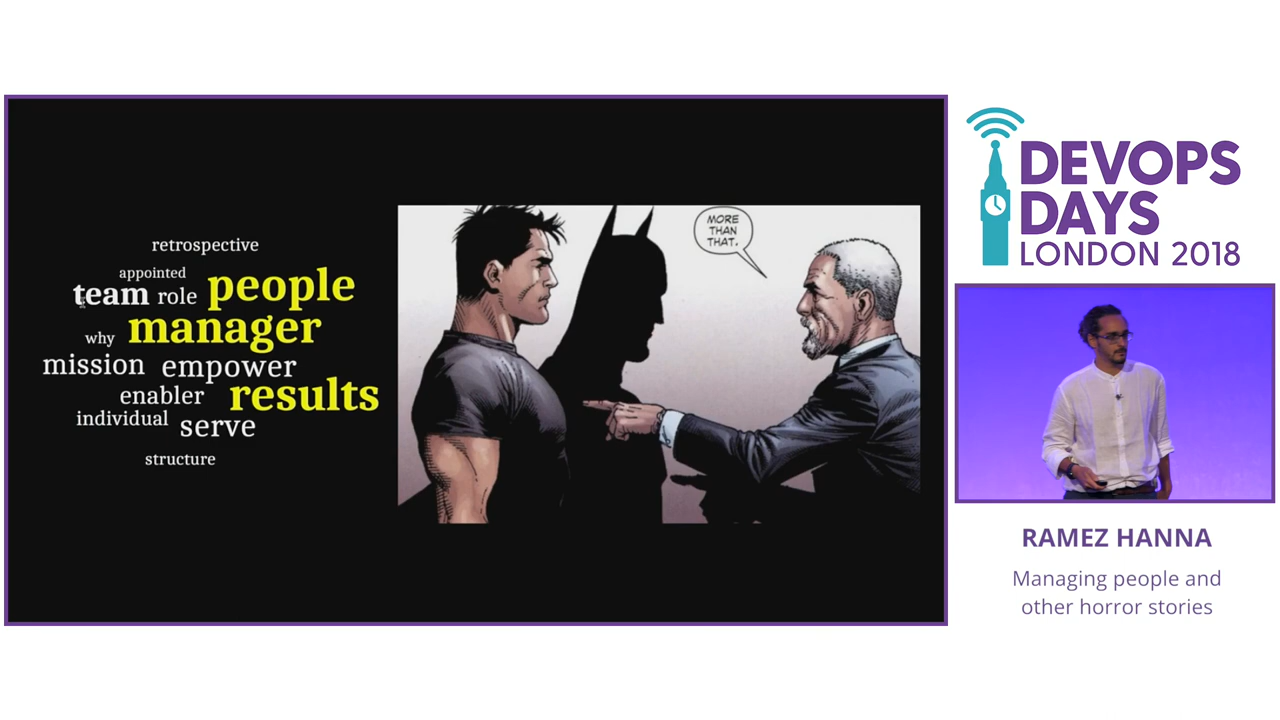 retrospective
appointed
team role people
why manager
mission empower
enabler results
individual serve
structure
MORE
THAN
THAT.
DEVOPS
DAYS
LONDON 2018
RAMEZ HANNA
Managing people and
other horror stories